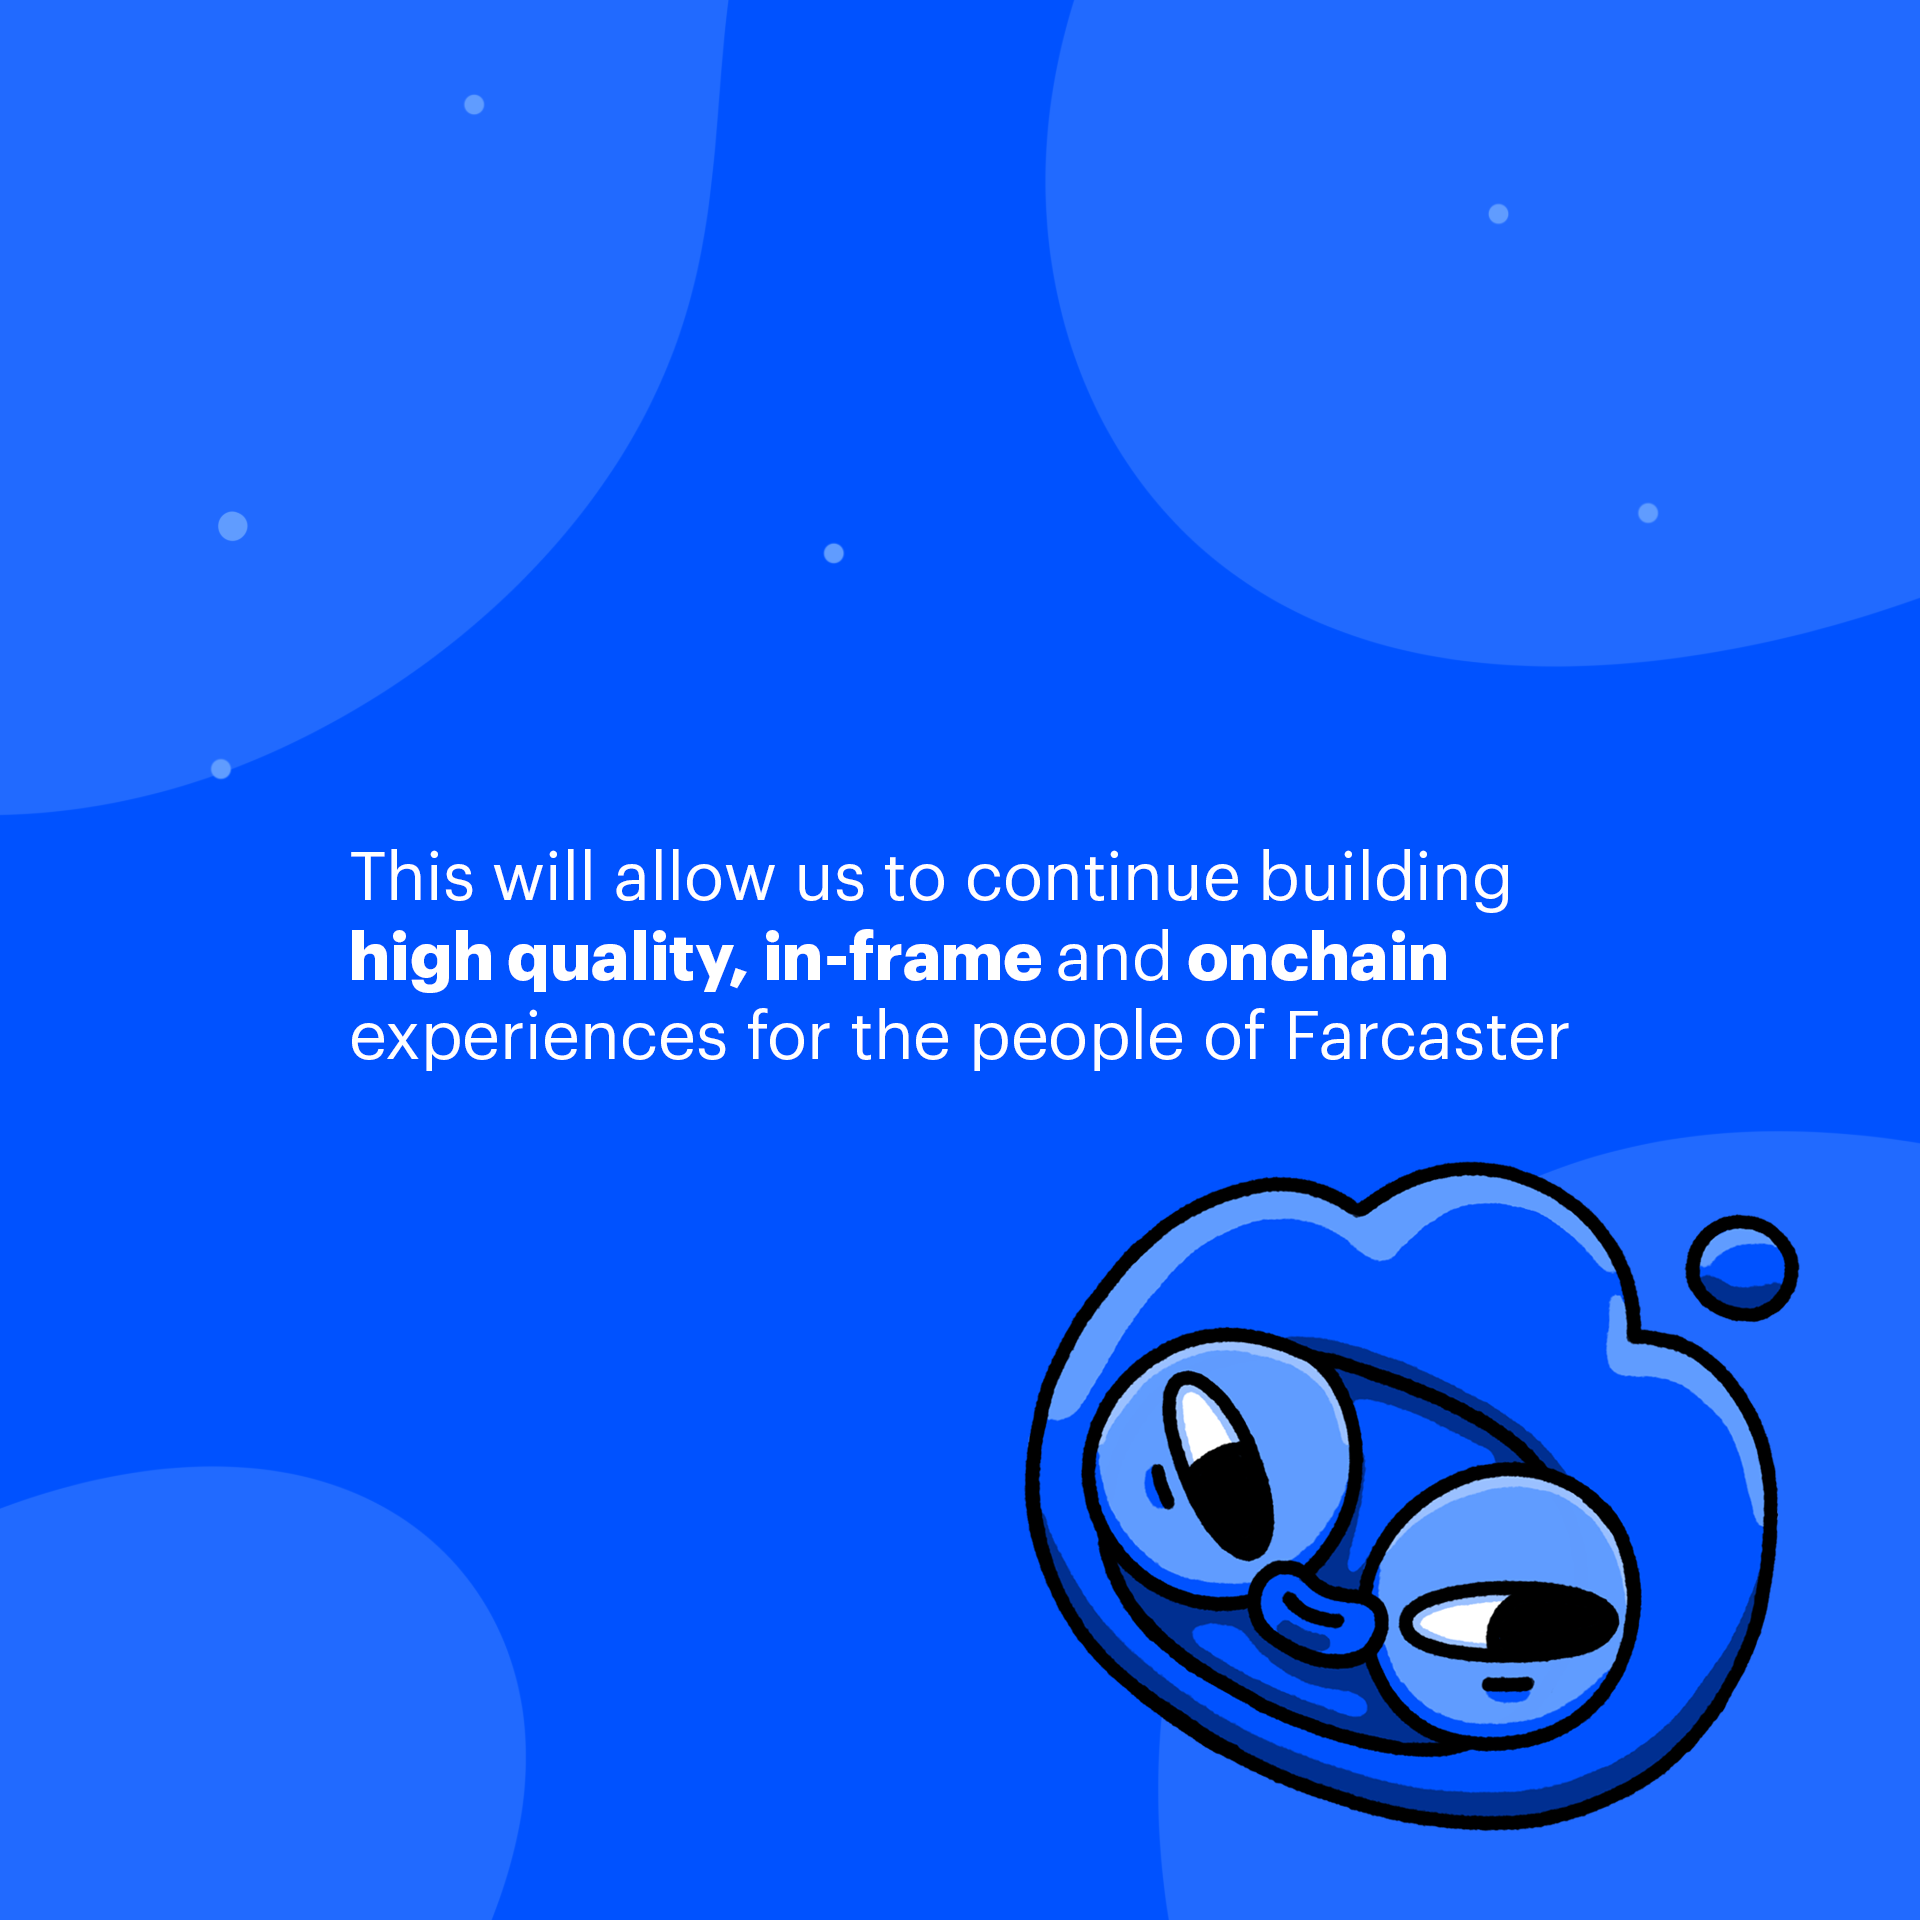 This will allow us to continue building
high quality, in-frame and onchain
experiences for the people of Farcaster